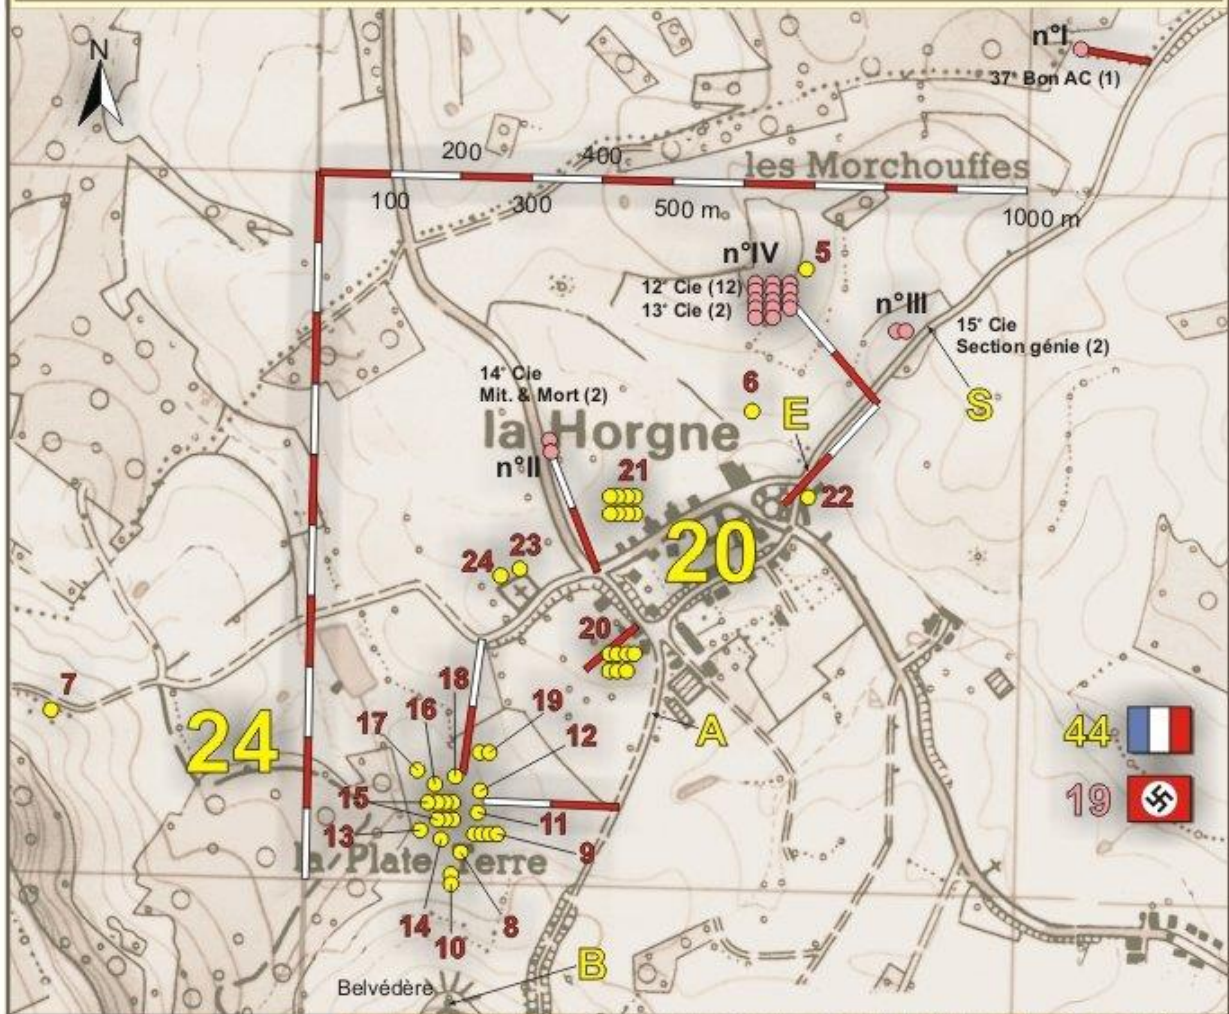 N
n°I
37° Bon AC (1)
200
400
les Morchouffes
100
300
500 m
1000 m
n°IV
5
12° Cie (12)
13° Cie (2)
n°III
15° Cie
Section génie (2)
14° Cie
Mit. & Mort (2)
6
E
S
la Horgne
n°II
21
22
20
24
23
20
7
18
19
24
17
16
12
A
44
15
19
13
11
9
la Plate Terre
14
10
8
B
Belvédère